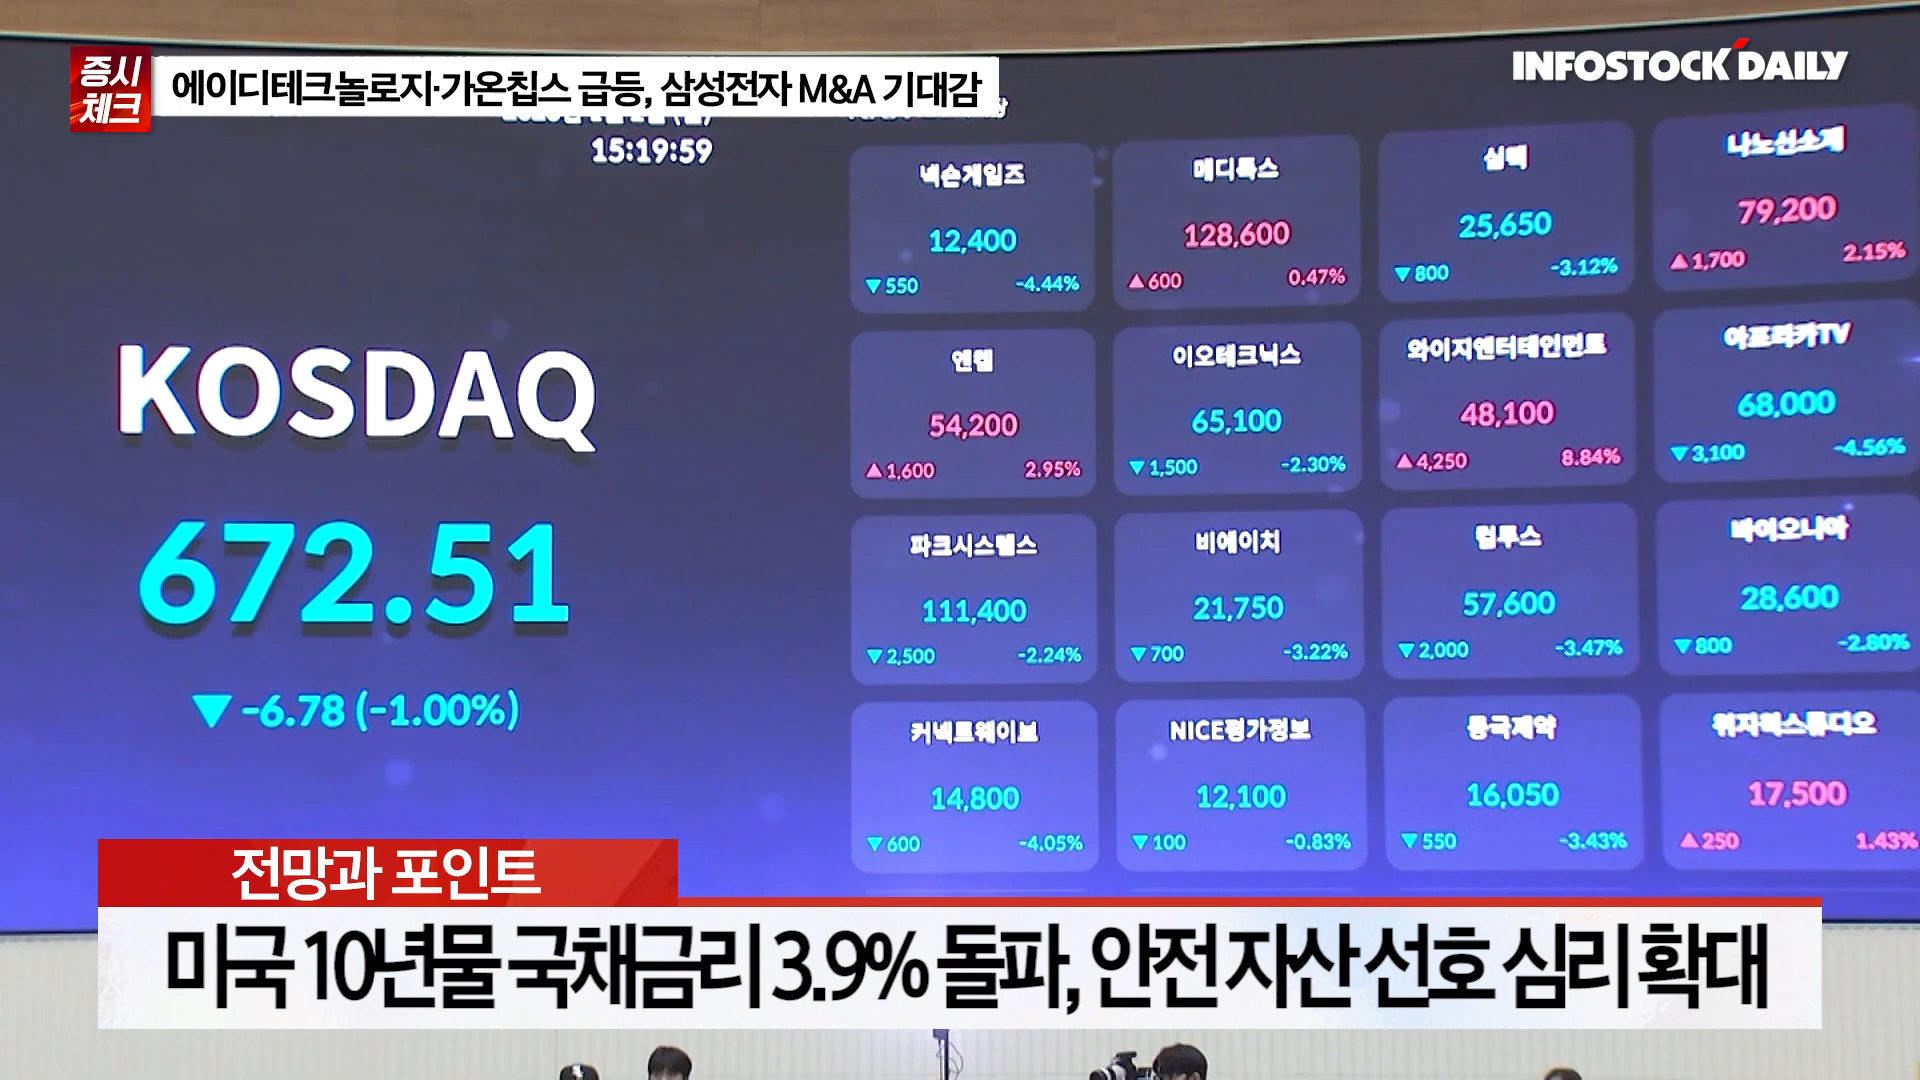 증시
체크
에이디테크놀로지·가온칩스 급등, 삼성전자 M&A 기대감
INFOSTOCK DAILY
15:19:59
넥슨게임즈
12,400
▼550 -4.44%
메디톡스
128,600
▲600 0.47%
심텍
25,650
▼800 -3.12%
나노신소재
79,200
▲1,700 2.15%
엔켐
54,200
▲1,600 2.95%
이오테크닉스
65,100
▼1,500 -2.30%
와이지엔터테인먼트
48,100
▲4,250 8.84%
아프리카TV
68,000
▼3,100 -4.56%
KOSDAQ
672.51
▼-6.78 (-1.00%)
파크시스템스
111,400
▼2,500 -2.24%
비에이치
21,750
▼700 -3.22%
컴투스
57,600
▼2,000 -3.47%
바이오니아
28,600
▼800 -2.80%
커넥트웨이브
14,800
▼600 -4.05%
NICE평가정보
12,100
▼100 -0.83%
동국제약
16,050
▼550 -3.43%
위지윅스튜디오
17,500
▲250 1.43%
전망과 포인트
미국 10년물 국채금리 3.9% 돌파, 안전 자산 선호 심리 확대